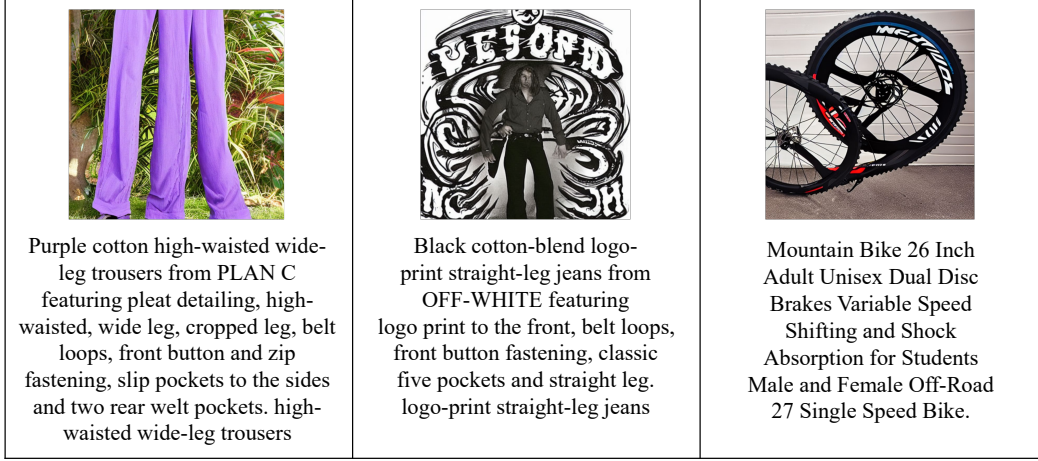 Purple cotton high-waisted wide-
leg trousers from PLAN C
featuring pleat detailing, high-
waisted, wide leg, cropped leg, belt
loops, front button and zip
fastening, slip pockets to the sides
and two rear welt pockets. high-
waisted wide-leg trousers
Black cotton-blend logo-
print straight-leg jeans from
OFF-WHITE featuring
logo print to the front, belt loops,
front button fastening, classic
five pockets and straight leg.
logo-print straight-leg jeans
Mountain Bike 26 Inch
Adult Unisex Dual Disc
Brakes Variable Speed
Shifting and Shock
Absorption for Students
Male and Female Off-Road
27 Single Speed Bike.